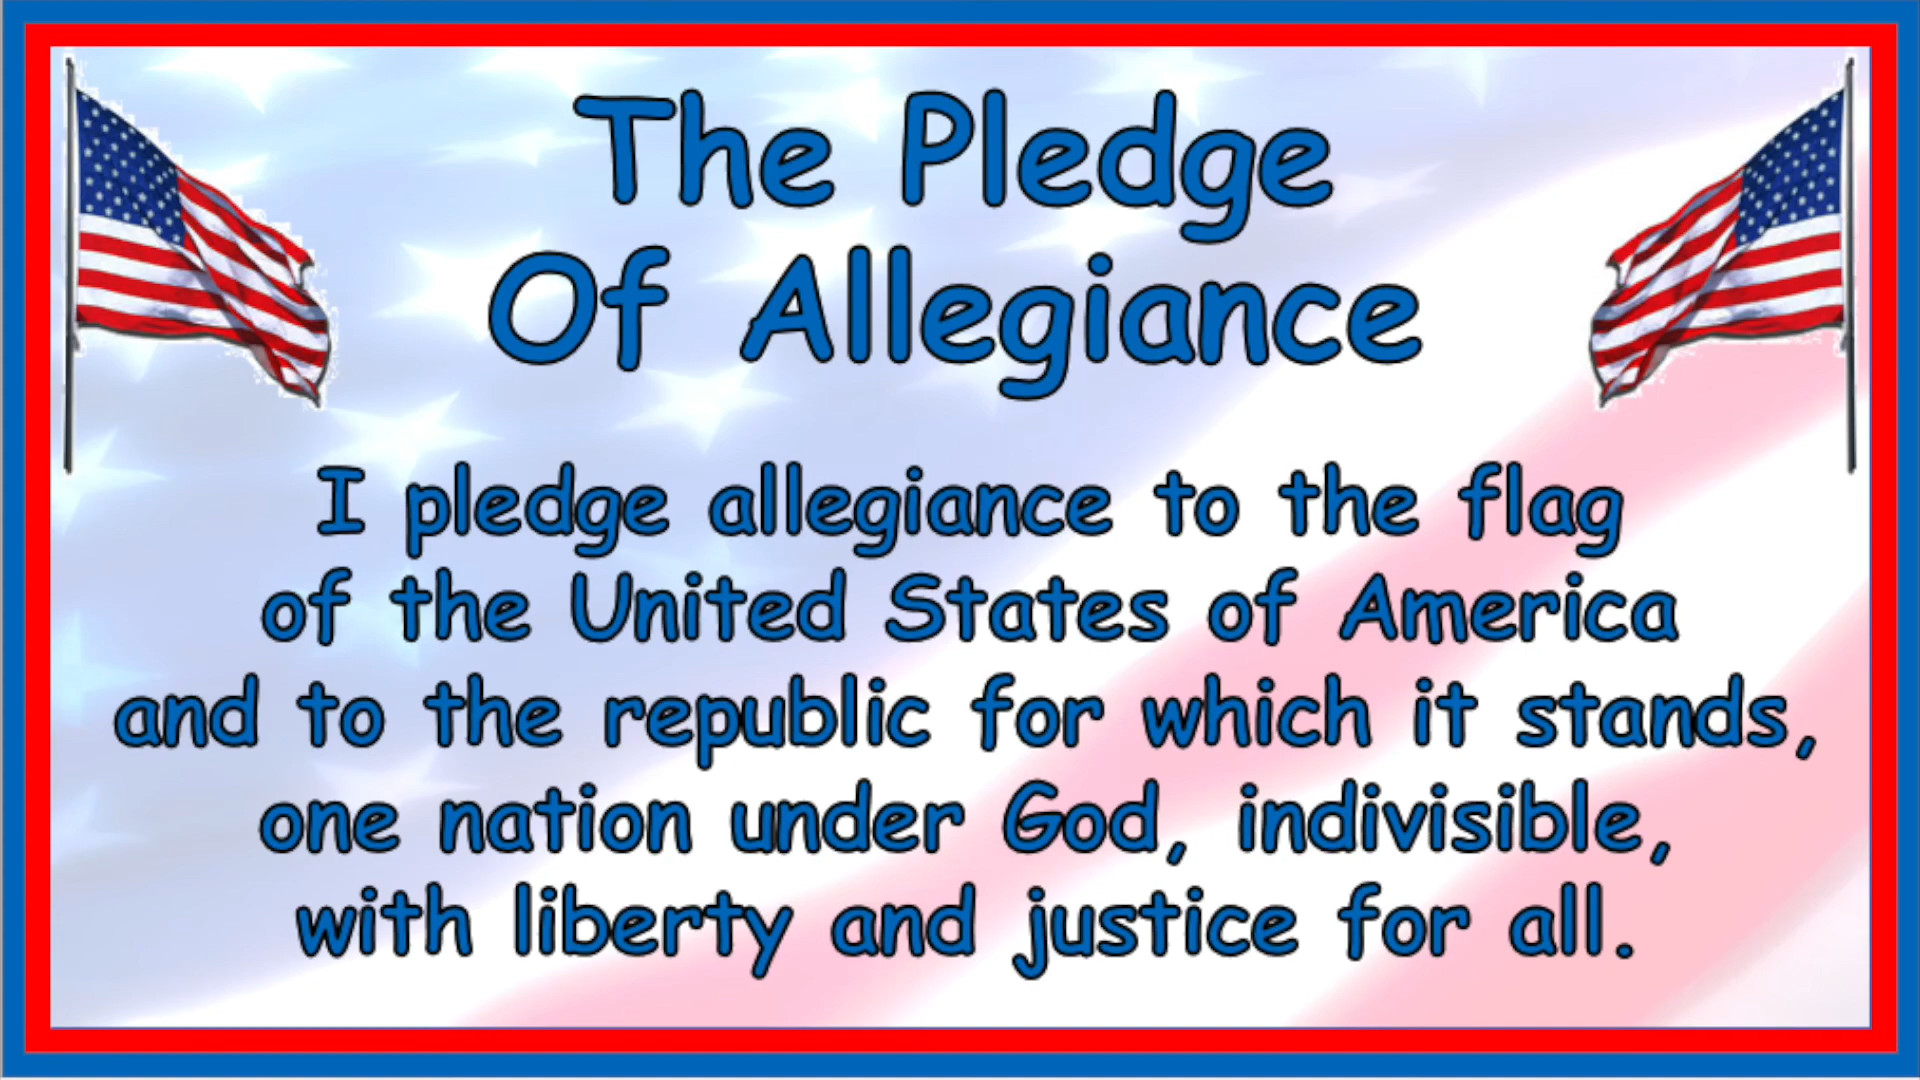 The Pledge
Of Allegiance
I pledge allegiance to the flag
of the United States of America
and to the republic for which it stands,
one nation under God, indivisible,
with liberty and justice for all.